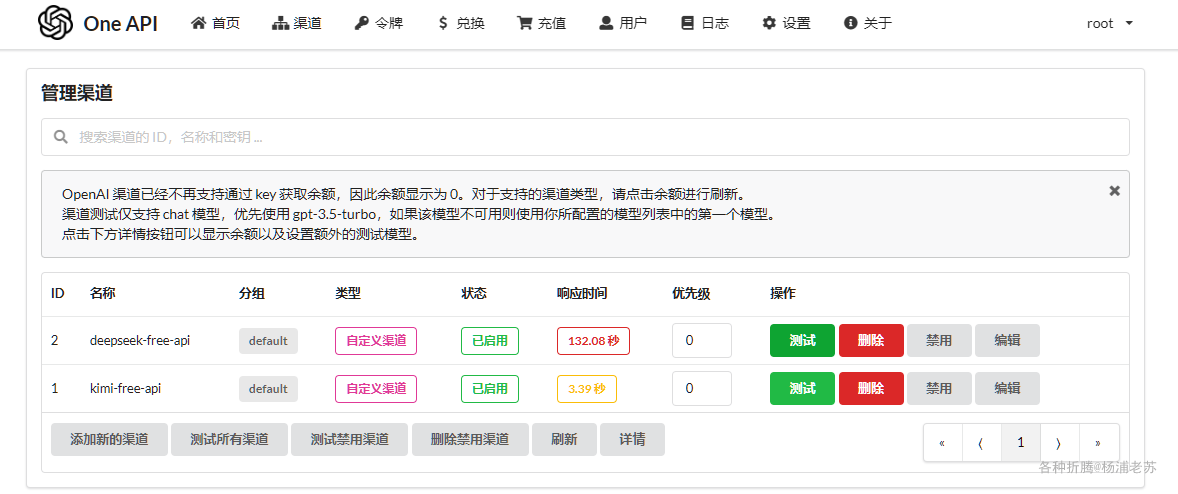 One API 首页 渠道 令牌 兑换 充值 用户 日志 设置 关于 root
管理渠道
搜索渠道的 ID，名称和密钥 ...
OpenAI 渠道已经不再支持通过 key 获取余额，因此余额显示为 0。对于支持的渠道类型，请点击余额进行刷新。
渠道测试仅支持 chat 模型，优先使用 gpt-3.5-turbo，如果该模型不可用则使用你所配置的模型列表中的第一个模型。
点击下方详情按钮可以显示余额以及设置额外的测试模型。
ID 名称 分组 类型 状态 响应时间 优先级 操作
2 deepseek-free-api default 自定义渠道 已启用 132.08 秒 0 测试 删除 禁用 编辑
1 kimi-free-api default 自定义渠道 已启用 3.39 秒 0 测试 删除 禁用 编辑
添加新的渠道 测试所有渠道 测试禁用渠道 删除禁用渠道 刷新 详情 « ⟨ 1 ⟩ »
各种折腾@杨浦老苏